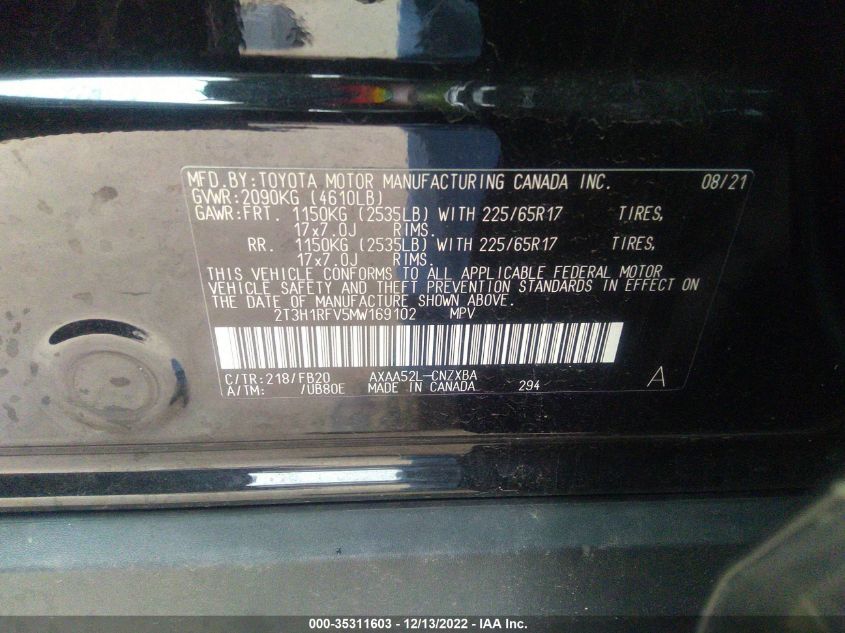 MFD.BY:TOYOTA MOTOR MANUFACTURING CANADA INC. 08/21
GVWR:2090KG (4610LB)
GAWR:FRT. 1150KG (2535LB) WITH 225/65R17 TIRES,
17x7.0J RIMS.
RR. 1150KG (2535LB) WITH 225/65R17 TIRES,
17x7.0J RIMS.
THIS VEHICLE CONFORMS TO ALL APPLICABLE FEDERAL MOTOR
VEHICLE SAFETY AND THEFT PREVENTION STANDARDS IN EFFECT ON
THE DATE OF MANUFACTURE SHOWN ABOVE.
2T3H1RFV5MW169102 MPV
C/TR:218/FB20 AXAA52L-CNZXBA A
A/TM: /UB80E MADE IN CANADA 294
000-35311603 - 12/13/2022 - IAA Inc.